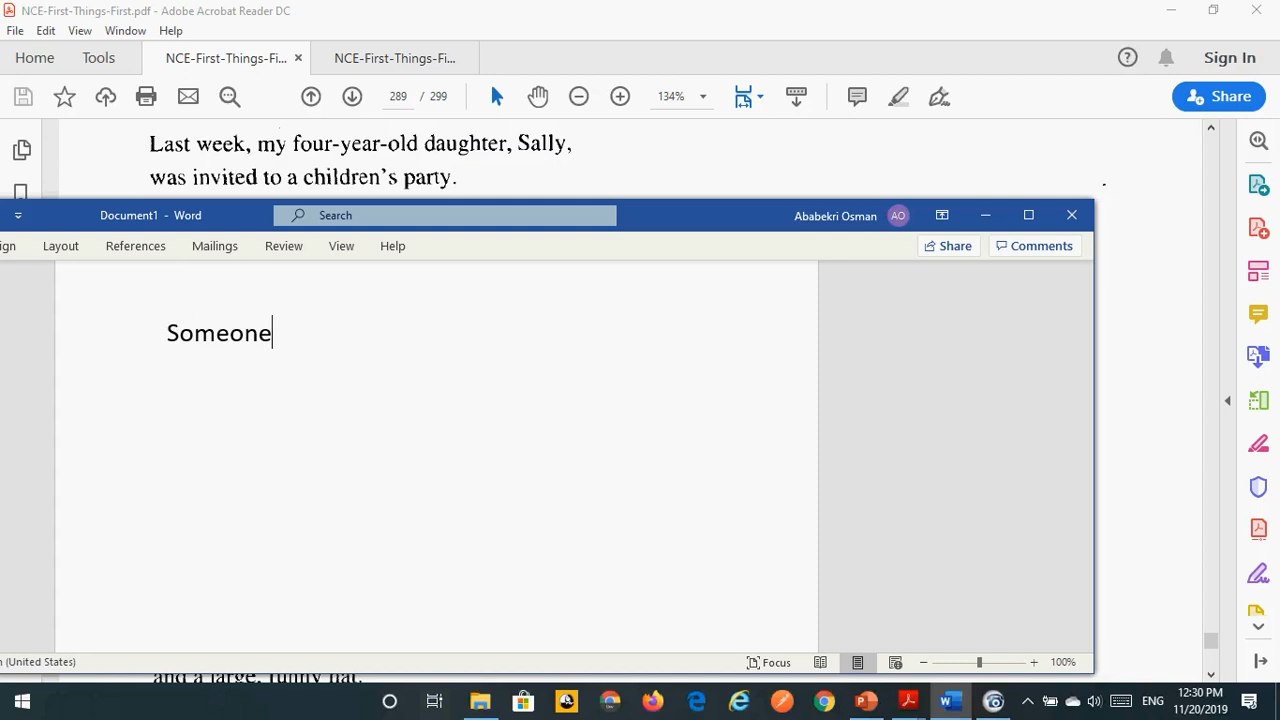 NCE-First-Things-First.pdf - Adobe Acrobat Reader DC
File Edit View Window Help
Home Tools NCE-First-Things-Fi... × NCE-First-Things-Fi... Sign In
289 / 299 134% Share
Last week, my four-year-old daughter, Sally,
was invited to a children's party.
Document1 - Word Search Ababekri Osman AO
ign Layout References Mailings Review View Help Share Comments
Someone
n (United States) Focus 100%
and a large, funny hat.
ENG 12:30 PM
11/20/2019